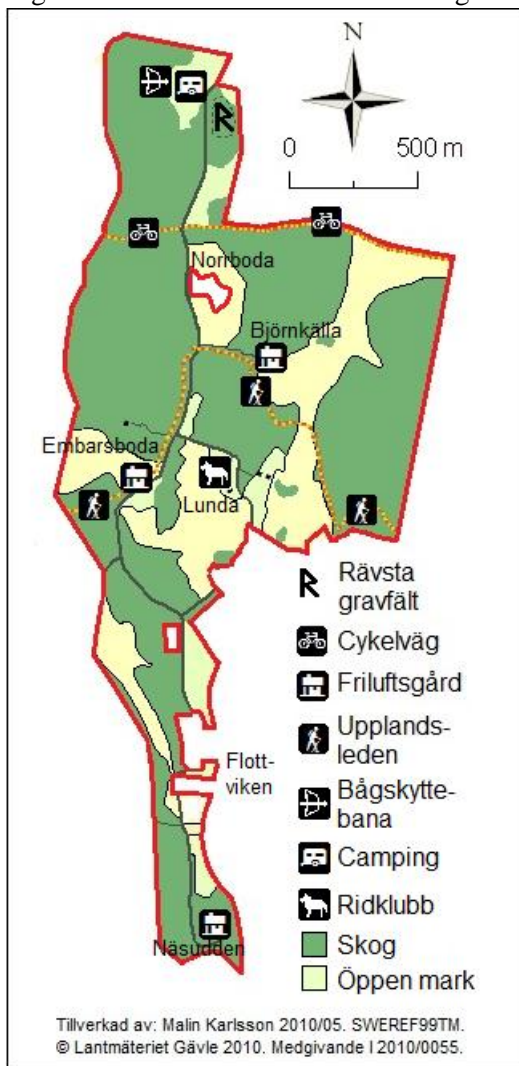 N
0 500 m
Norrboda
Björnkälla
Embarsboda
Lunda
Flott-
viken
Näsudden
R Rävsta
gravfält
Cykelväg
Friluftsgård
Upplands-
leden
Bågskytte-
bana
Camping
Ridklubb
Skog
Öppen mark
Tillverkad av: Malin Karlsson 2010/05. SWEREF99TM.
© Lantmäteriet Gävle 2010. Medgivande I 2010/0055.